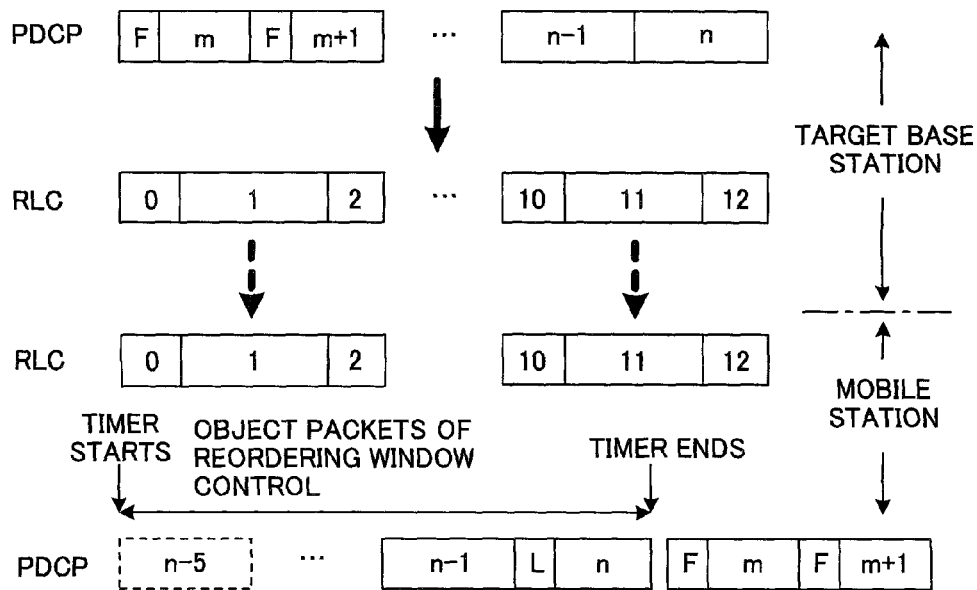 PDCP F m F m+1 ... n-1 n
TARGET BASE
STATION
RLC 0 1 2 ... 10 11 12
RLC 0 1 2 10 11 12
MOBILE
STATION
TIMER
STARTS
OBJECT PACKETS OF
REORDERING WINDOW
CONTROL
TIMER ENDS
PDCP n-5 ... n-1 L n F m F m+1